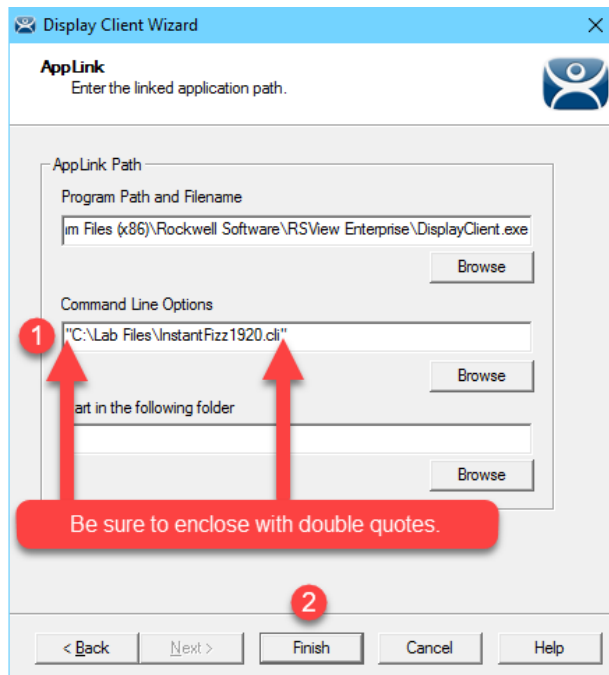 Display Client Wizard
AppLink
Enter the linked application path.
AppLink Path
Program Path and Filename
Files (x86)\Rockwell Software\RSView Enterprise\DisplayClient.exe
Browse
Command Line Options
1
"C:\Lab Files\InstantFizz1920.cli"
Browse
in the following folder
Browse
Be sure to enclose with double quotes.
2
< Back
Next >
Finish
Cancel
Help